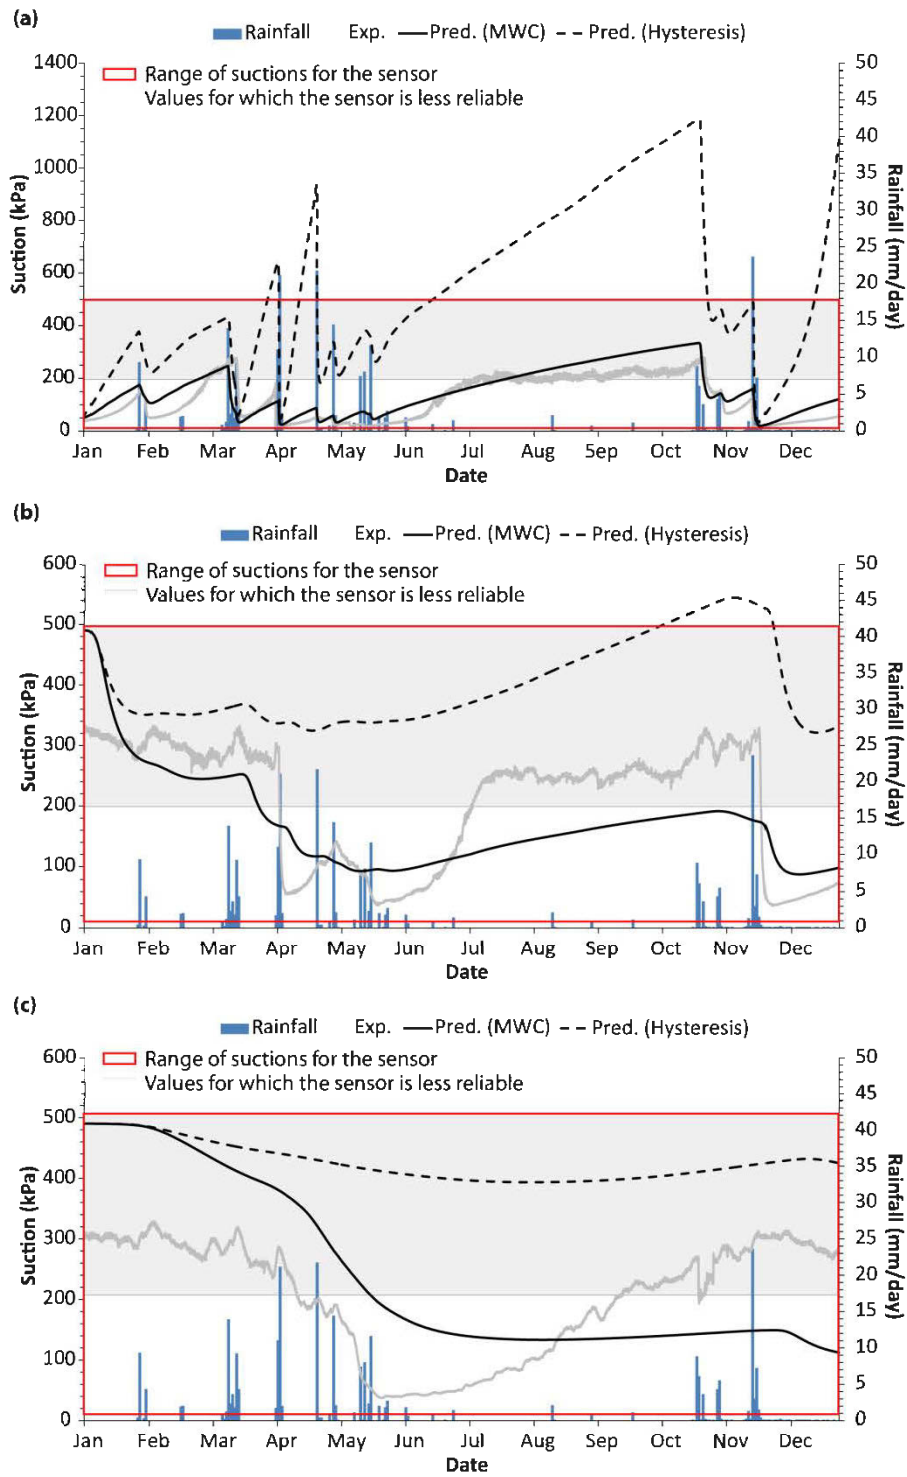 (a)
Rainfall Exp. Pred. (MWC) Pred. (Hysteresis)
Range of suctions for the sensor
Values for which the sensor is less reliable
1400
1200
1000
800
600
400
200
0
Suction (kPa)
50
45
40
35
30
25
20
15
10
5
0
Rainfall (mm/day)
Jan Feb Mar Apr May Jun Jul Aug Sep Oct Nov Dec
Date
(b)
Rainfall Exp. Pred. (MWC) Pred. (Hysteresis)
Range of suctions for the sensor
Values for which the sensor is less reliable
600
500
400
300
200
100
0
Suction (kPa)
50
45
40
35
30
25
20
15
10
5
0
Rainfall (mm/day)
Jan Feb Mar Apr May Jun Jul Aug Sep Oct Nov Dec
Date
(c)
Rainfall Exp. Pred. (MWC) Pred. (Hysteresis)
Range of suctions for the sensor
Values for which the sensor is less reliable
600
500
400
300
200
100
0
Suction (kPa)
50
45
40
35
30
25
20
15
10
5
0
Rainfall (mm/day)
Jan Feb Mar Apr May Jun Jul Aug Sep Oct Nov Dec
Date